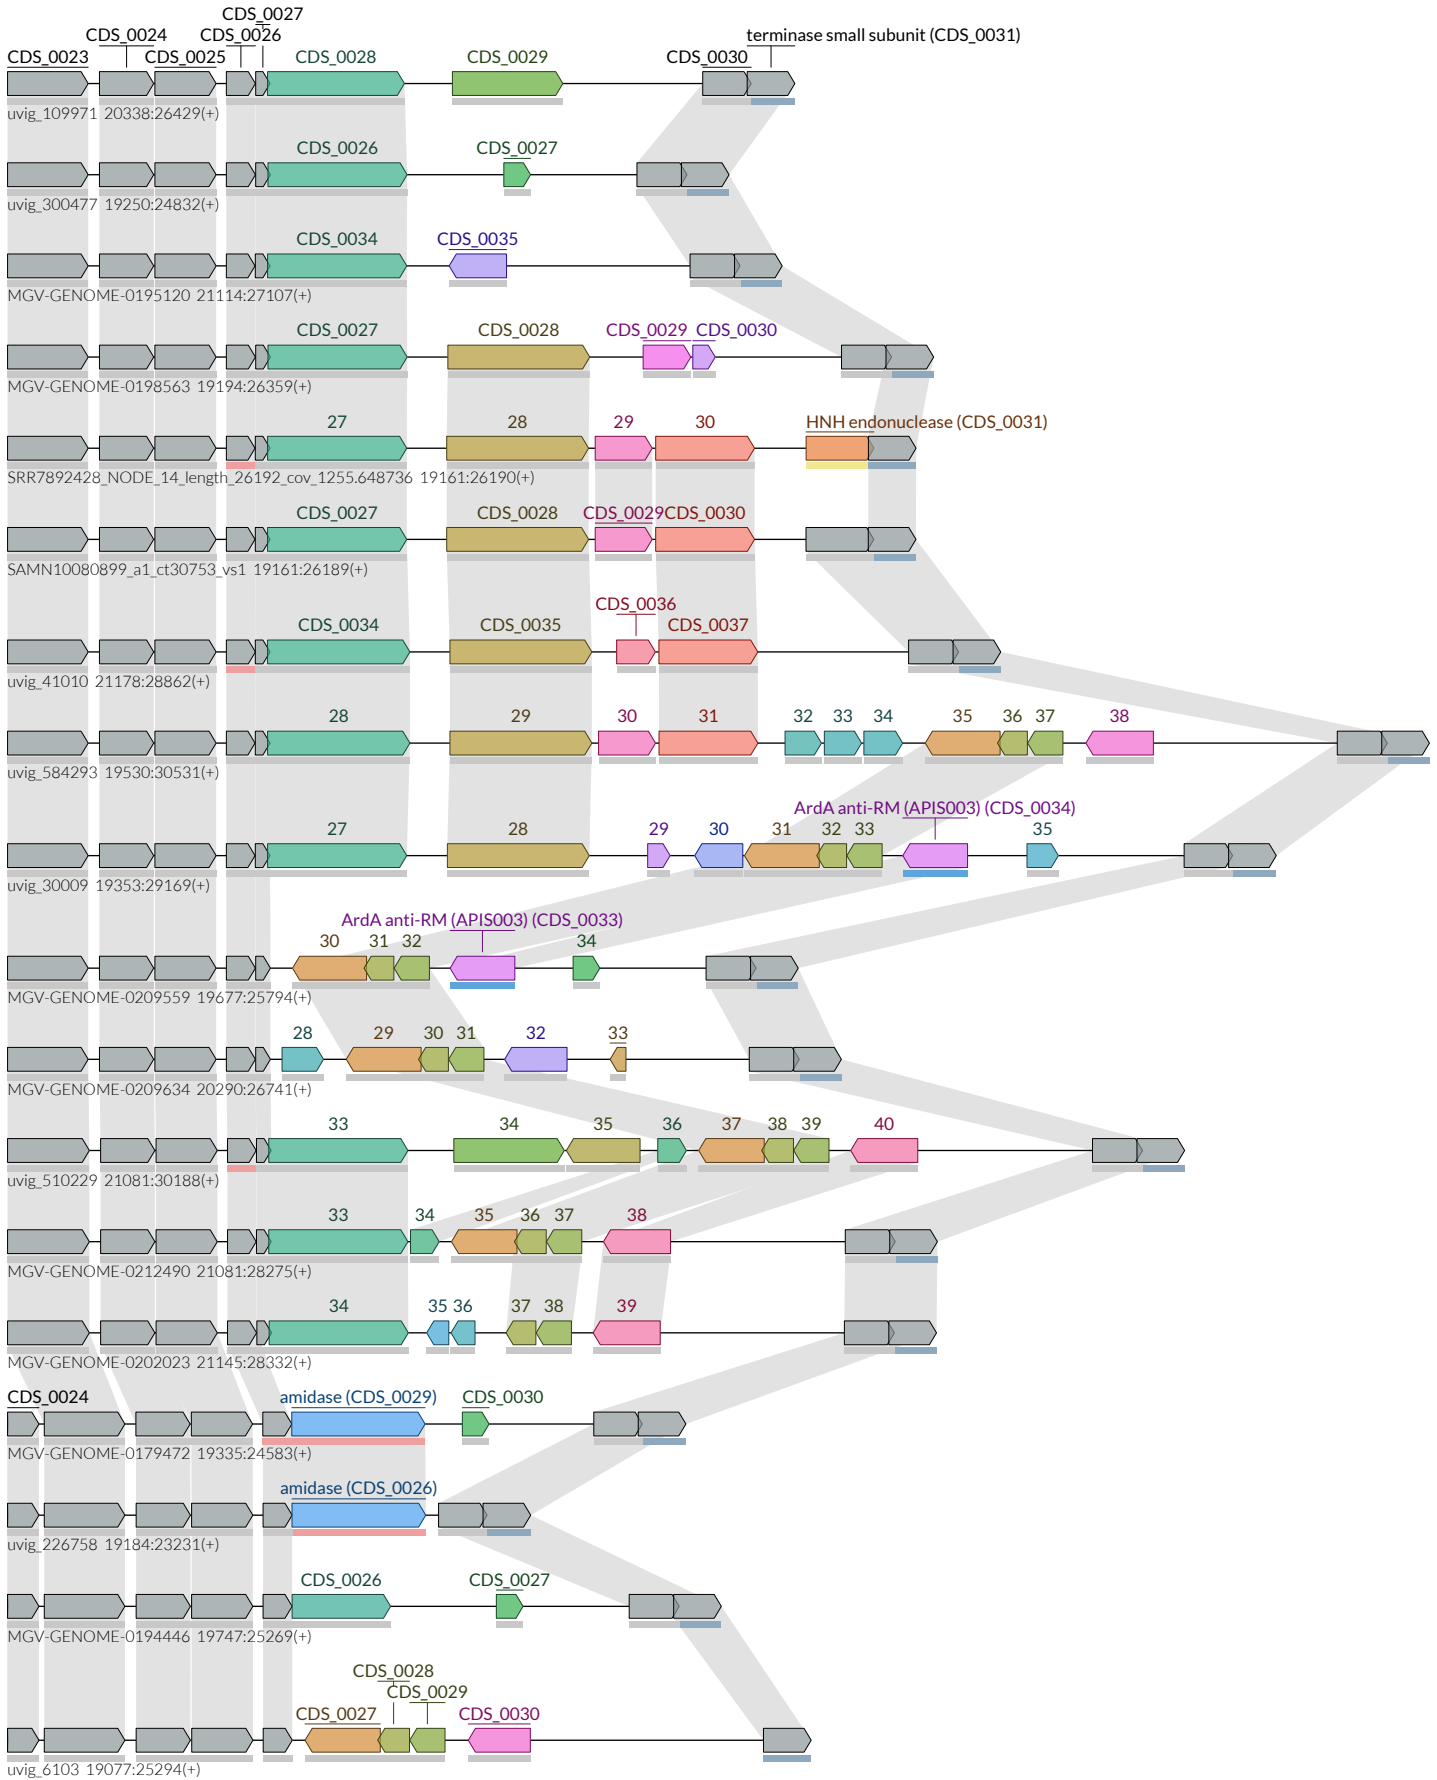 CDS_0027
CDS_0024 CDS_0026 terminase small subunit (CDS_0031)
CDS_0023 CDS_0025 CDS_0028 CDS_0029 CDS_0030
uvig_109971 20338:26429(+)
CDS_0026 CDS_0027
uvig_300477 19250:24832(+)
CDS_0034 CDS_0035
MGV-GENOME-0195120 21114:27107(+)
CDS_0027 CDS_0028 CDS_0029 CDS_0030
MGV-GENOME-0198563 19194:26359(+)
27 28 29 30 HNH endonuclease (CDS_0031)
SRR7892428_NODE_14_length_26192_cov_1255.648736 19161:26190(+)
CDS_0027 CDS_0028 CDS_0029 CDS_0030
SAMN10080899_a1_ct30753_vs1 19161:26189(+)
CDS_0036
CDS_0034 CDS_0035 CDS_0037
uvig_41010 21178:28862(+)
28 29 30 31 32 33 34 35 36 37 38
uvig_584293 19530:30531(+)
ArdA anti-RM (APIS003) (CDS_0034)
27 28 29 30 31 32 33 35
uvig_30009 19353:29169(+)
ArdA anti-RM (APIS003) (CDS_0033)
30 31 32 34
MGV-GENOME-0209559 19677:25794(+)
28 29 30 31 32 33
MGV-GENOME-0209634 20290:26741(+)
33 34 35 36 37 38 39 40
uvig_510229 21081:30188(+)
33 34 35 36 37 38
MGV-GENOME-0212490 21081:28275(+)
34 35 36 37 38 39
MGV-GENOME-0202023 21145:28332(+)
CDS_0024 amidase (CDS_0029) CDS_0030
MGV-GENOME-0179472 19335:24583(+)
amidase (CDS_0026)
uvig_226758 19184:23231(+)
CDS_0026 CDS_0027
MGV-GENOME-0194446 19747:25269(+)
CDS_0028
CDS_0029
CDS_0027 CDS_0030
uvig_6103 19077:25294(+)